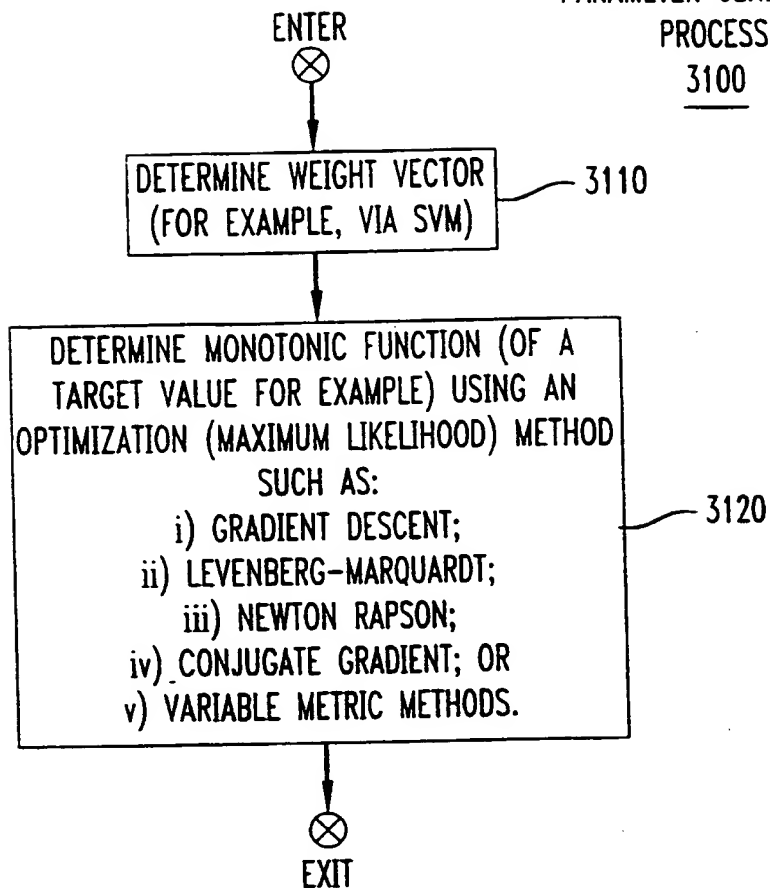 PROCESS
3100
ENTER
DETERMINE WEIGHT VECTOR
(FOR EXAMPLE, VIA SVM)
3110
DETERMINE MONOTONIC FUNCTION (OF A
TARGET VALUE FOR EXAMPLE) USING AN
OPTIMIZATION (MAXIMUM LIKELIHOOD) METHOD
SUCH AS:
i) GRADIENT DESCENT;
ii) LEVENBERG-MARQUARDT;
iii) NEWTON RAPSON;
iv) CONJUGATE GRADIENT; OR
v) VARIABLE METRIC METHODS.
3120
EXIT